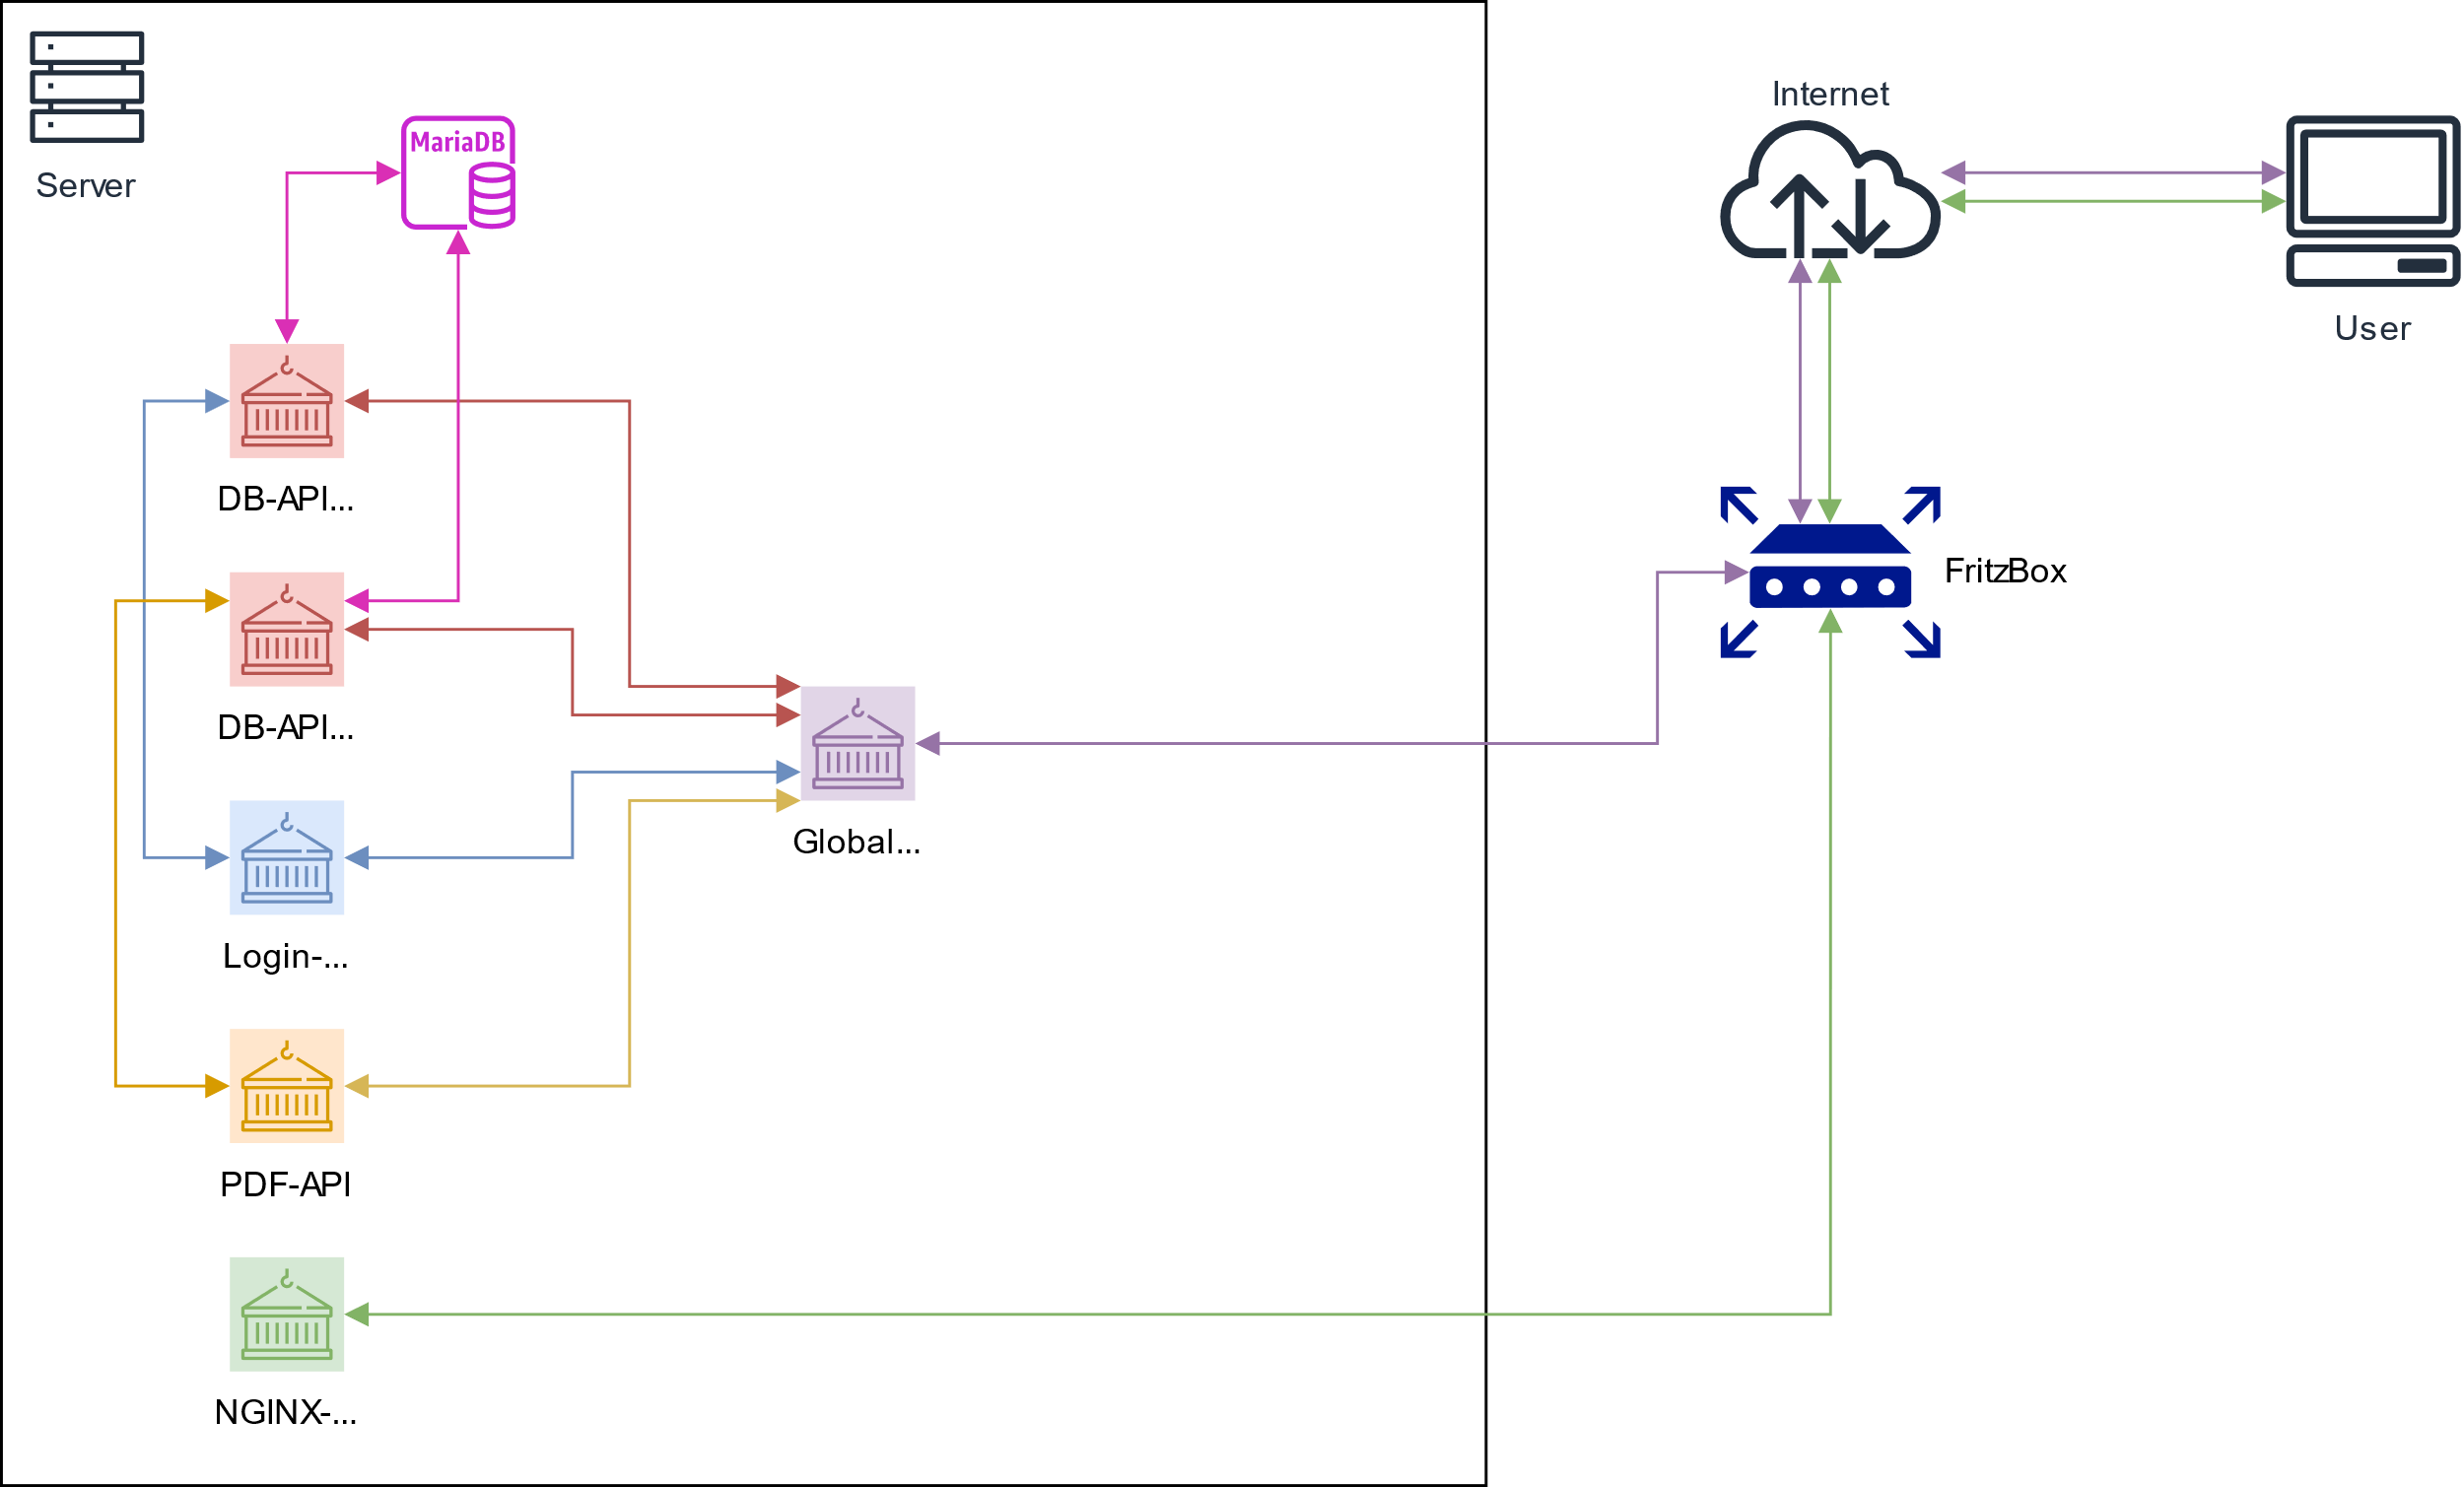 Server
MariaDB
Internet
User
DB-API...
FritzBox
DB-API...
Global...
Login-...
PDF-API
NGINX-...